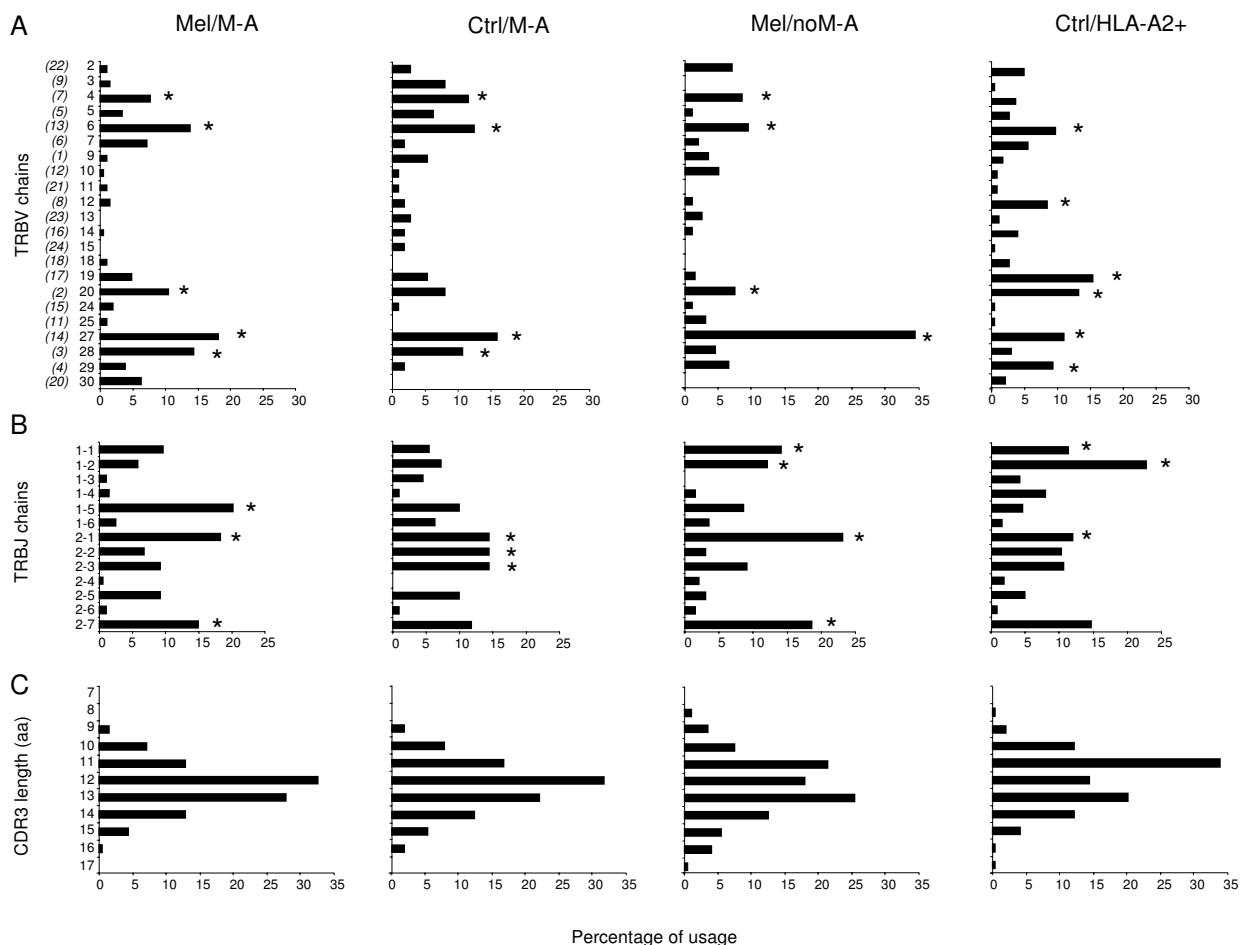 A
Mel/M-A
Ctrl/M-A
Mel/noM-A
Ctrl/HLA-A2+
TRBV chains
(22) 2
(9) 3
(7) 4 * * *
(5) 5
(13) 6 * * * *
(6) 7
(1) 9
(12) 10
(21) 11
(8) 12 *
(23) 13
(16) 14
(24) 15
(18) 18
(17) 19 *
(2) 20 * * *
(15) 24
(11) 25
(14) 27 * * * *
(3) 28 * *
(4) 29 *
(20) 30
0 5 10 15 20 25 30
0 5 10 15 20 25 30
0 5 10 15 20 25 30 35
0 5 10 15 20 25 30
B
TRBJ chains
1-1 * *
1-2 * *
1-3
1-4
1-5 *
1-6
2-1 * * * *
2-2 *
2-3 *
2-4
2-5
2-6
2-7 * *
0 5 10 15 20 25
0 5 10 15 20 25
0 5 10 15 20 25
0 5 10 15 20 25
C
CDR3 length (aa)
7
8
9
10
11
12
13
14
15
16
17
0 5 10 15 20 25 30 35
0 5 10 15 20 25 30 35
0 5 10 15 20 25 30 35
0 5 10 15 20 25 30 35
Percentage of usage